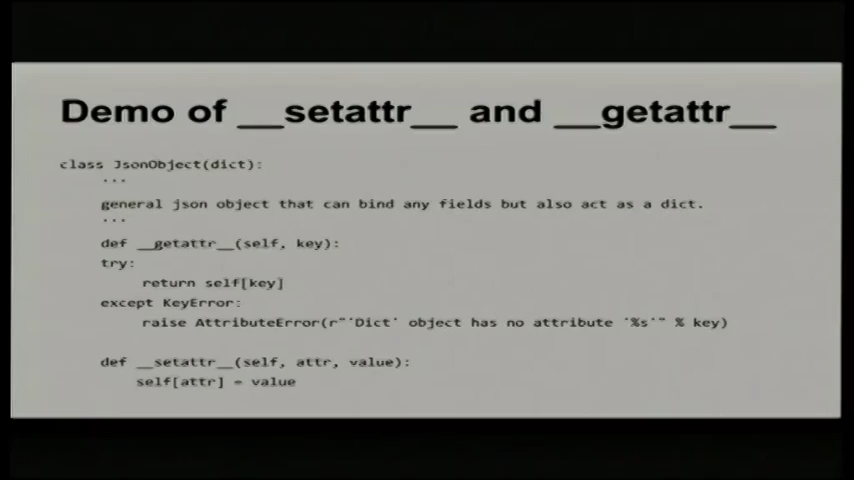 Demo of __setattr__ and __getattr__
class JsonObject(dict):
'''
general json object that can bind any fields but also act as a dict.
'''
def __getattr__(self, key):
try:
return self[key]
except KeyError:
raise AttributeError(r"'Dict' object has no attribute '%s'" % key)
def __setattr__(self, attr, value):
self[attr] = value